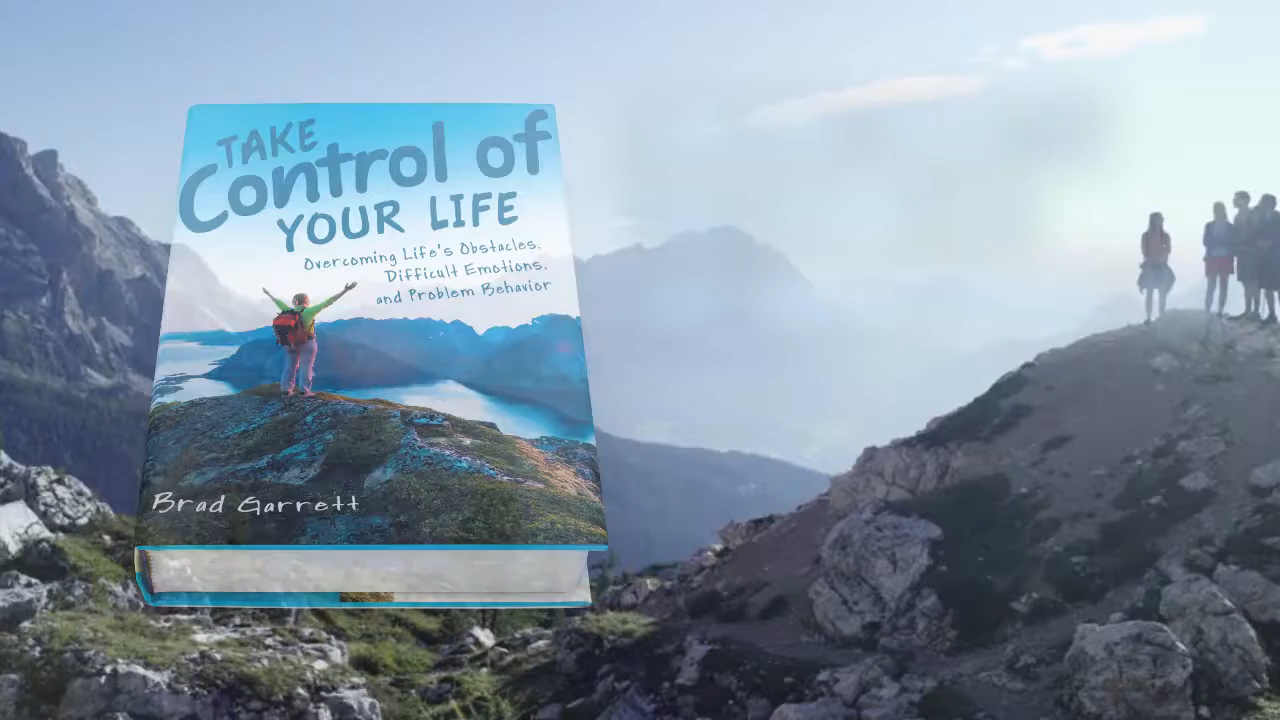 TAKE
Control of
YOUR LIFE
Overcoming Life's Obstacles,
Difficult Emotions,
and Problem Behavior
Brad Garrett